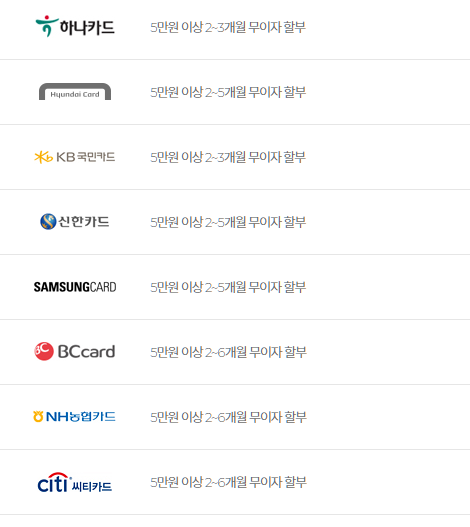 하나카드 5만원 이상 2~3개월 무이자 할부
Hyundai Card 5만원 이상 2~5개월 무이자 할부
KB국민카드 5만원 이상 2~3개월 무이자 할부
신한카드 5만원 이상 2~5개월 무이자 할부
SAMSUNGCARD 5만원 이상 2~5개월 무이자 할부
BC BCcard 5만원 이상 2~6개월 무이자 할부
NH농협카드 5만원 이상 2~6개월 무이자 할부
citi 씨티카드 5만원 이상 2~6개월 무이자 할부